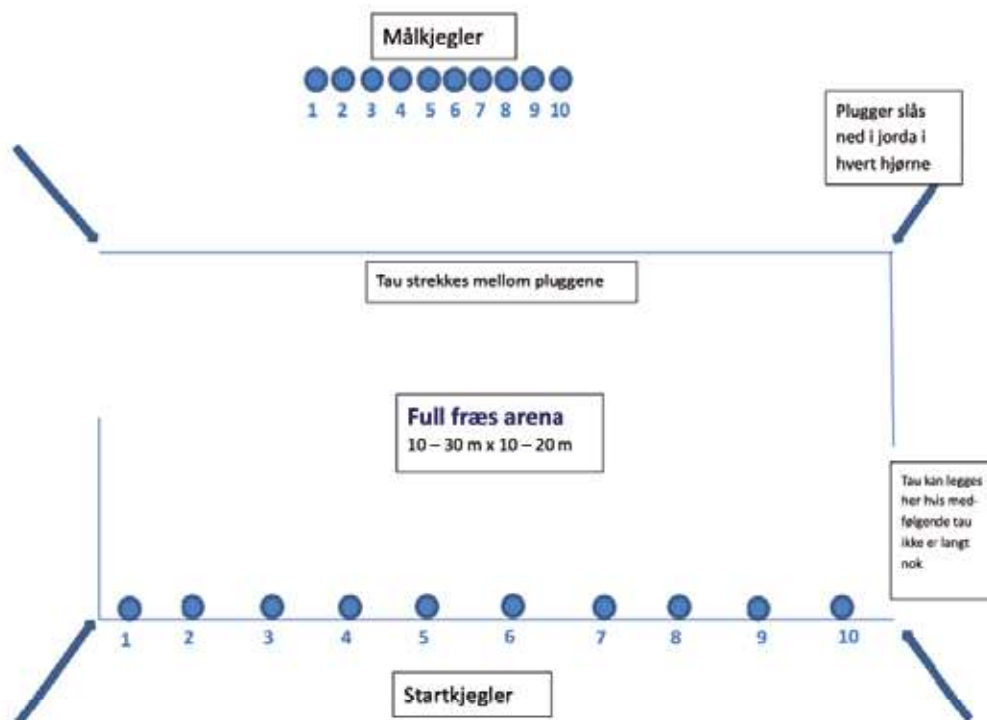 Målkjegler
1 2 3 4 5 6 7 8 9 10
Plugger slås
ned i jorda i
hvert hjørne
Tau strekkes mellom pluggene
Full fræs arena
10 – 30 m x 10 – 20 m
Tau kan legges
her hvis med-
følgende tau
ikke er langt
nok
1 2 3 4 5 6 7 8 9 10
Startkjegler